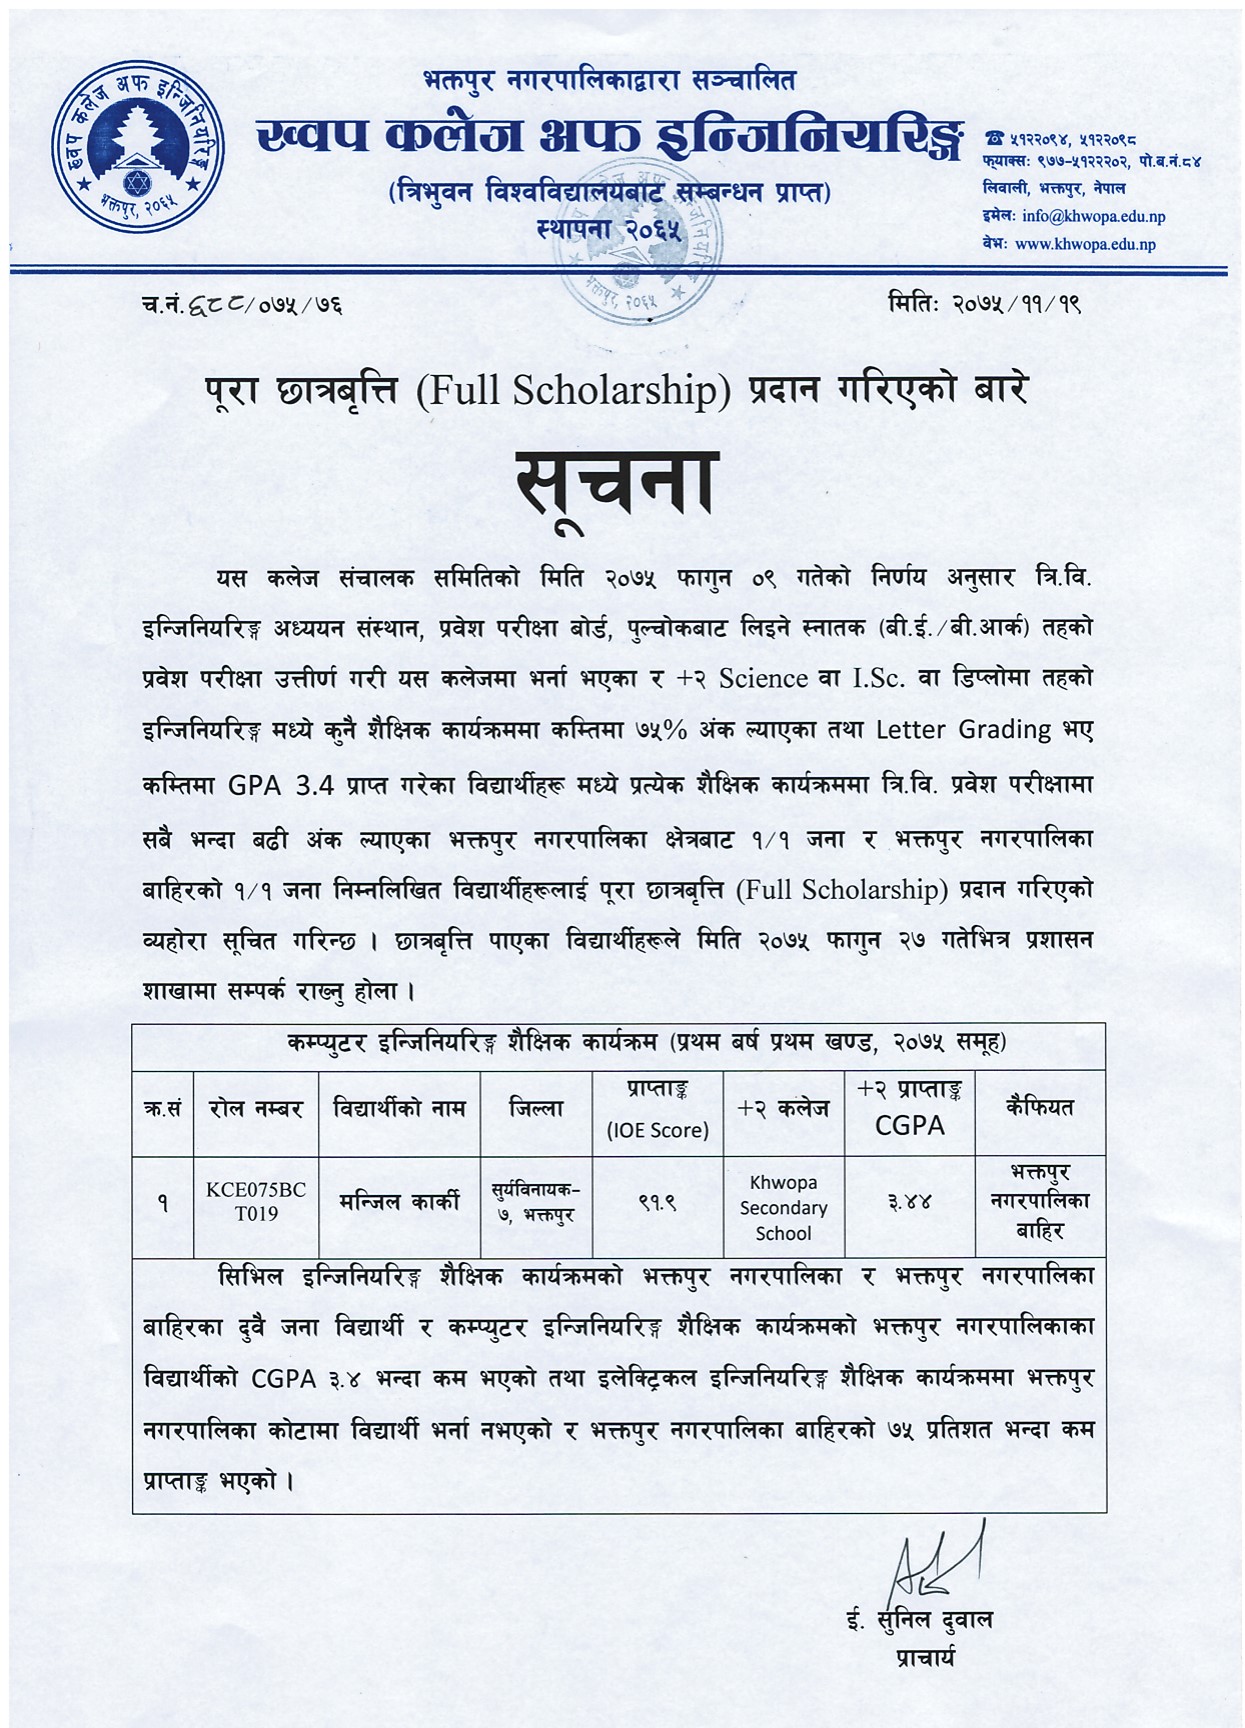 ख्वप कलेज अफ इन्जिनियरिङ्ग
भक्तपुर, २०६५
भक्तपुर नगरपालिकाद्वारा सञ्चालित
ख्वप कलेज अफ इन्जिनियरिङ्ग
(त्रिभुवन विश्वविद्यालयबाट सम्बन्धन प्राप्त)
स्थापना २०६५
☎ ५१२२०९४, ५१२२०९८
फ्याक्सः ९७७-५१२२२०२, पो.ब.नं.८४
लिवाली, भक्तपुर, नेपाल
इमेलः info@khwopa.edu.np
वेभः www.khwopa.edu.np
भक्तपुर, २०६५
च.नं.६८८/०७५/७६
मितिः २०७५/११/१९
पूरा छात्रबृत्ति (Full Scholarship) प्रदान गरिएको बारे
सूचना
यस कलेज संचालक समितिको मिति २०७५ फागुन ०९ गतेको निर्णय अनुसार त्रि.वि.
इन्जिनियरिङ्ग अध्ययन संस्थान, प्रवेश परीक्षा बोर्ड, पुल्चोकबाट लिइने स्नातक (बी.ई./बी.आर्क) तहको
प्रवेश परीक्षा उत्तीर्ण गरी यस कलेजमा भर्ना भएका र +२ Science वा I.Sc. वा डिप्लोमा तहको
इन्जिनियरिङ्ग मध्ये कुनै शैक्षिक कार्यक्रममा कम्तिमा ७५% अंक ल्याएका तथा Letter Grading भए
कम्तिमा GPA 3.4 प्राप्त गरेका विद्यार्थीहरू मध्ये प्रत्येक शैक्षिक कार्यक्रममा त्रि.वि. प्रवेश परीक्षामा
सबै भन्दा बढी अंक ल्याएका भक्तपुर नगरपालिका क्षेत्रबाट १/१ जना र भक्तपुर नगरपालिका
बाहिरको १/१ जना निम्नलिखित विद्यार्थीहरूलाई पूरा छात्रबृत्ति (Full Scholarship) प्रदान गरिएको
व्यहोरा सूचित गरिन्छ । छात्रबृत्ति पाएका विद्यार्थीहरूले मिति २०७५ फागुन २७ गतेभित्र प्रशासन
शाखामा सम्पर्क राख्नु होला ।
कम्प्युटर इन्जिनियरिङ्ग शैक्षिक कार्यक्रम (प्रथम बर्ष प्रथम खण्ड, २०७५ समूह)
क्र.सं रोल नम्बर विद्यार्थीको नाम जिल्ला प्राप्ताङ्क (IOE Score) +२ कलेज +२ प्राप्ताङ्क CGPA कैफियत
१ KCE075BCT019 मन्जिल कार्की सुर्यविनायक-७, भक्तपुर ९१.९ Khwopa Secondary School ३.४४ भक्तपुर नगरपालिका बाहिर
सिभिल इन्जिनियरिङ्ग शैक्षिक कार्यक्रमको भक्तपुर नगरपालिका र भक्तपुर नगरपालिका
बाहिरका दुवै जना विद्यार्थी र कम्प्युटर इन्जिनियरिङ्ग शैक्षिक कार्यक्रमको भक्तपुर नगरपालिकाका
विद्यार्थीको CGPA ३.४ भन्दा कम भएको तथा इलेक्ट्रिकल इन्जिनियरिङ्ग शैक्षिक कार्यक्रममा भक्तपुर
नगरपालिका कोटामा विद्यार्थी भर्ना नभएको र भक्तपुर नगरपालिका बाहिरको ७५ प्रतिशत भन्दा कम
प्राप्ताङ्क भएको ।
ई. सुनिल दुवाल
प्राचार्य